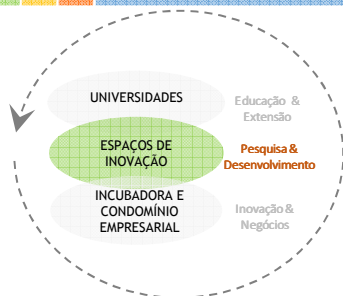 UNIVERSIDADES
Educação &
Extensão
ESPAÇOS DE
INOVAÇÃO
Pesquisa &
Desenvolvimento
INCUBADORA E
CONDOMÍNIO
EMPRESARIAL
Inovação &
Negócios